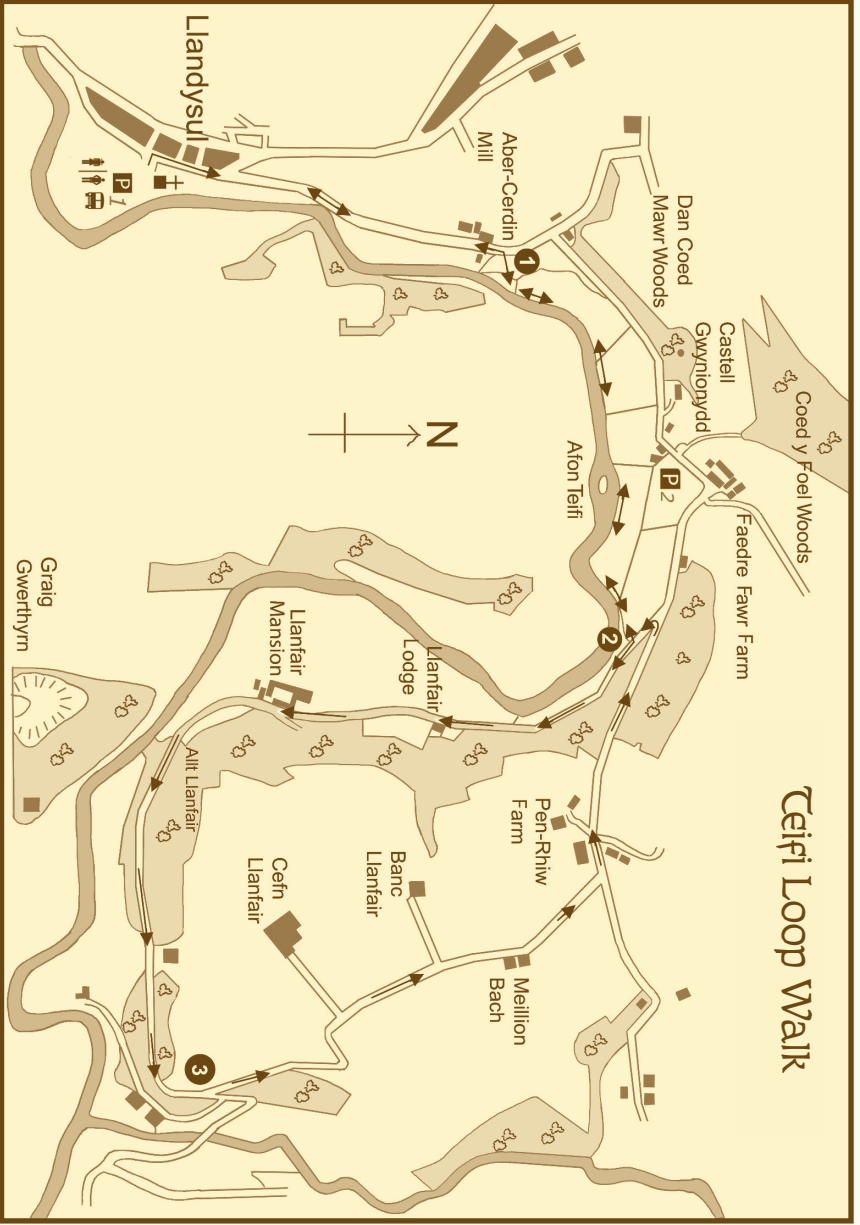 Teifi Loop Walk
Llandysul
P
1
Aber-Cerdin
Mill
1
Dan Coed
Mawr Woods
Castell
Gwynionydd
Coed y Foel Woods
P
2
Faedre Fawr Farm
Afon Teifi
N
2
Llanfair
Lodge
Llanfair
Mansion
Graig
Gwerthyrn
Allt Llanfair
Pen-Rhiw
Farm
Banc
Llanfair
Cefn
Llanfair
Meillion
Bach
3